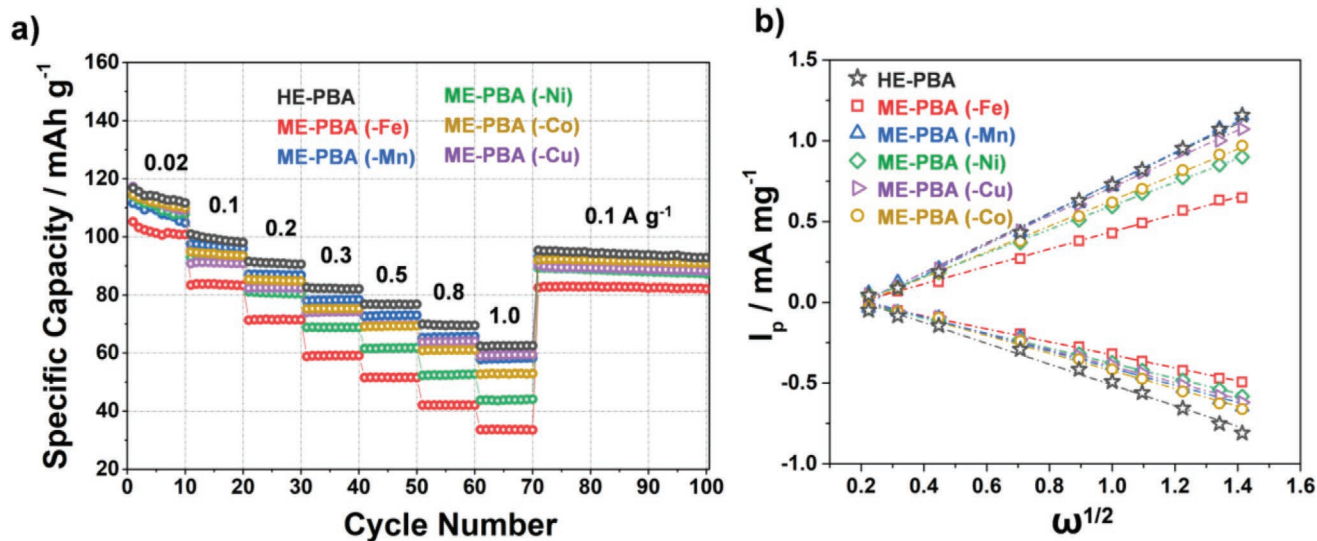 a)
Specific Capacity / mAh g⁻¹
160
140
120
100
80
60
40
20
HE-PBA
ME-PBA (-Fe)
ME-PBA (-Mn)
ME-PBA (-Ni)
ME-PBA (-Co)
ME-PBA (-Cu)
0.02
0.1
0.2
0.3
0.5
0.8
1.0
0.1 A g⁻¹
0 10 20 30 40 50 60 70 80 90 100
Cycle Number
b)
Iₚ / mA mg⁻¹
1.5
1.0
0.5
0.0
-0.5
-1.0
HE-PBA
ME-PBA (-Fe)
ME-PBA (-Mn)
ME-PBA (-Ni)
ME-PBA (-Cu)
ME-PBA (-Co)
0.2 0.4 0.6 0.8 1.0 1.2 1.4 1.6
ω¹ᐟ²